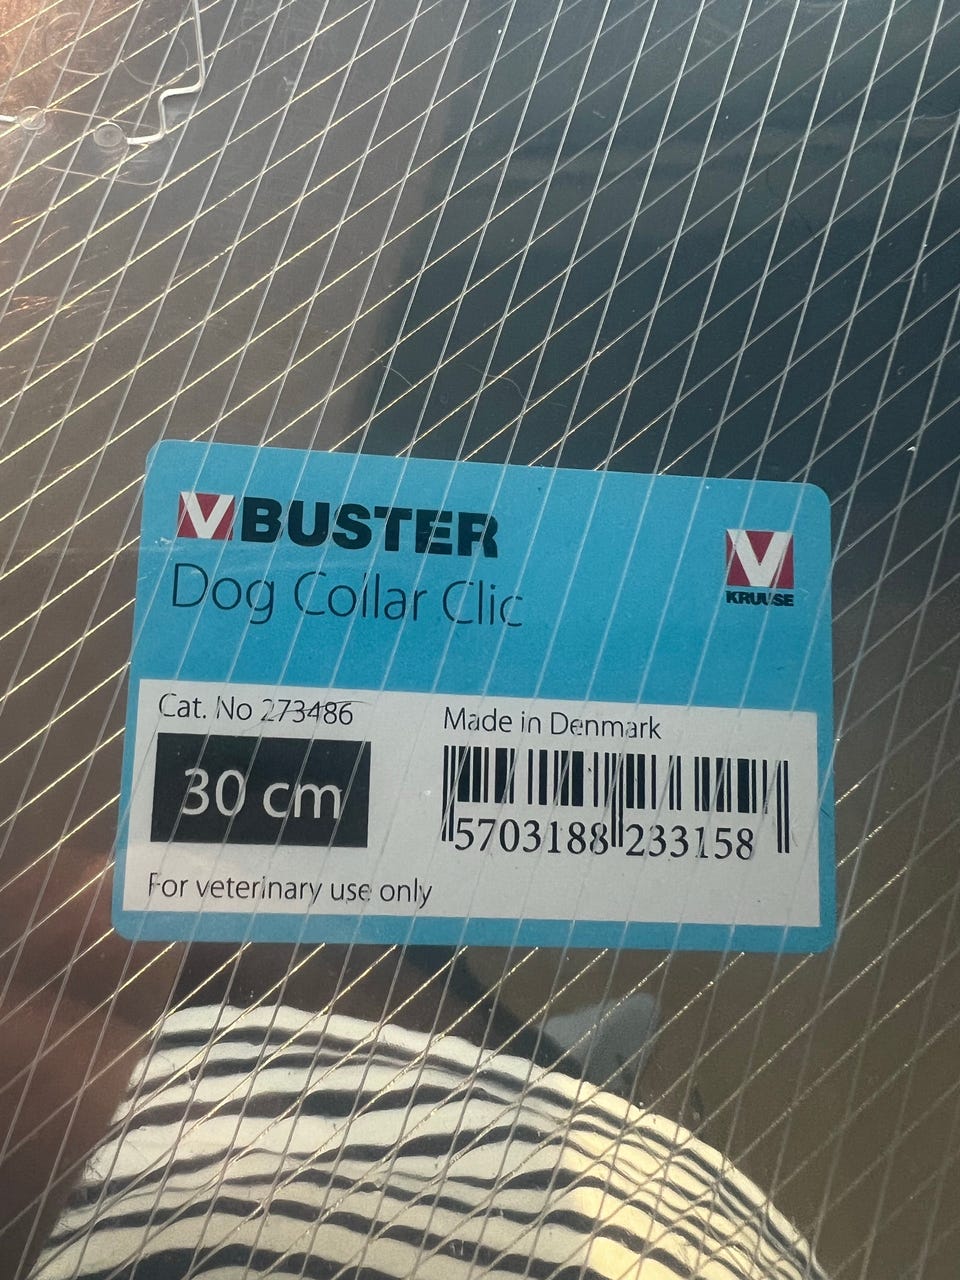 V BUSTER
Dog Collar Clic
V
KRUUSE
Cat. No 273486
Made in Denmark
30 cm
5703188 233158
For veterinary use only